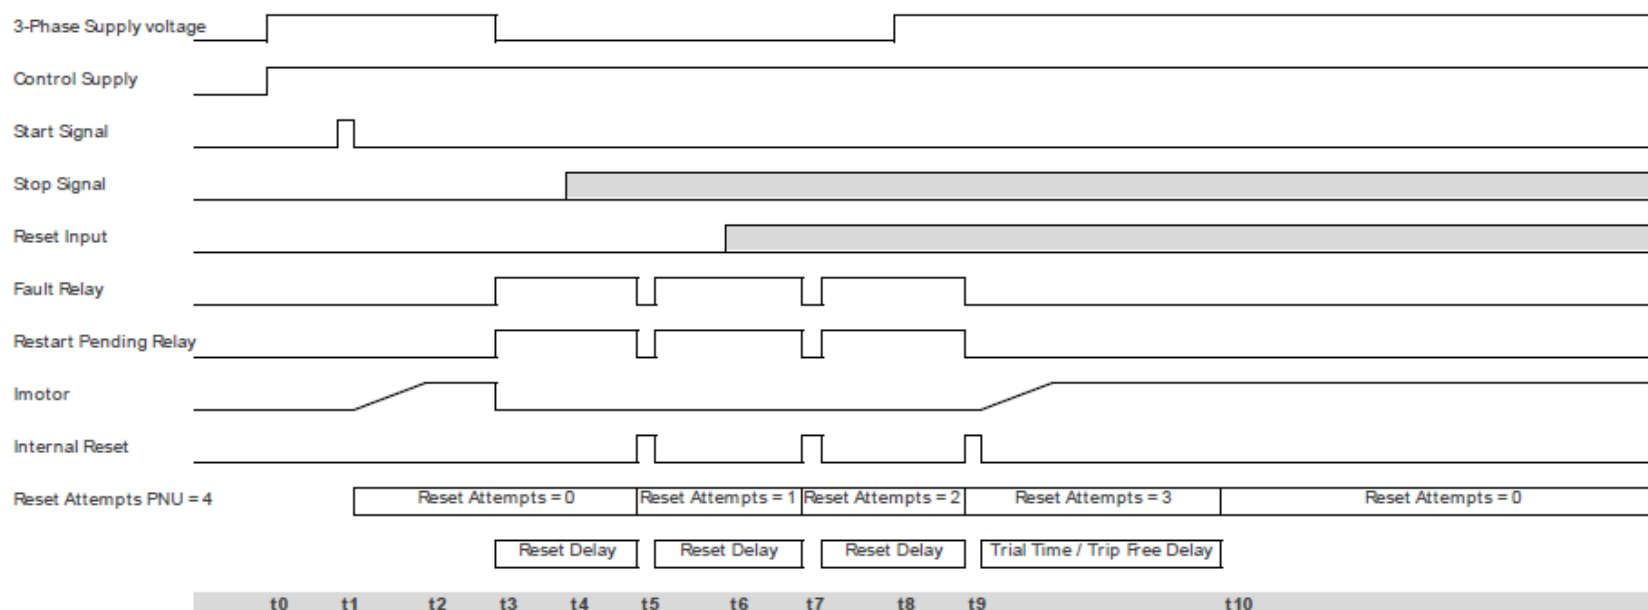 3-Phase Supply voltage
Control Supply
Start Signal
Stop Signal
Reset Input
Fault Relay
Restart Pending Relay
Imotor
Internal Reset
Reset Attempts PNU = 4 Reset Attempts = 0 Reset Attempts = 1 Reset Attempts = 2 Reset Attempts = 3 Reset Attempts = 0
Reset Delay Reset Delay Reset Delay Trial Time / Trip Free Delay
t0 t1 t2 t3 t4 t5 t6 t7 t8 t9 t10